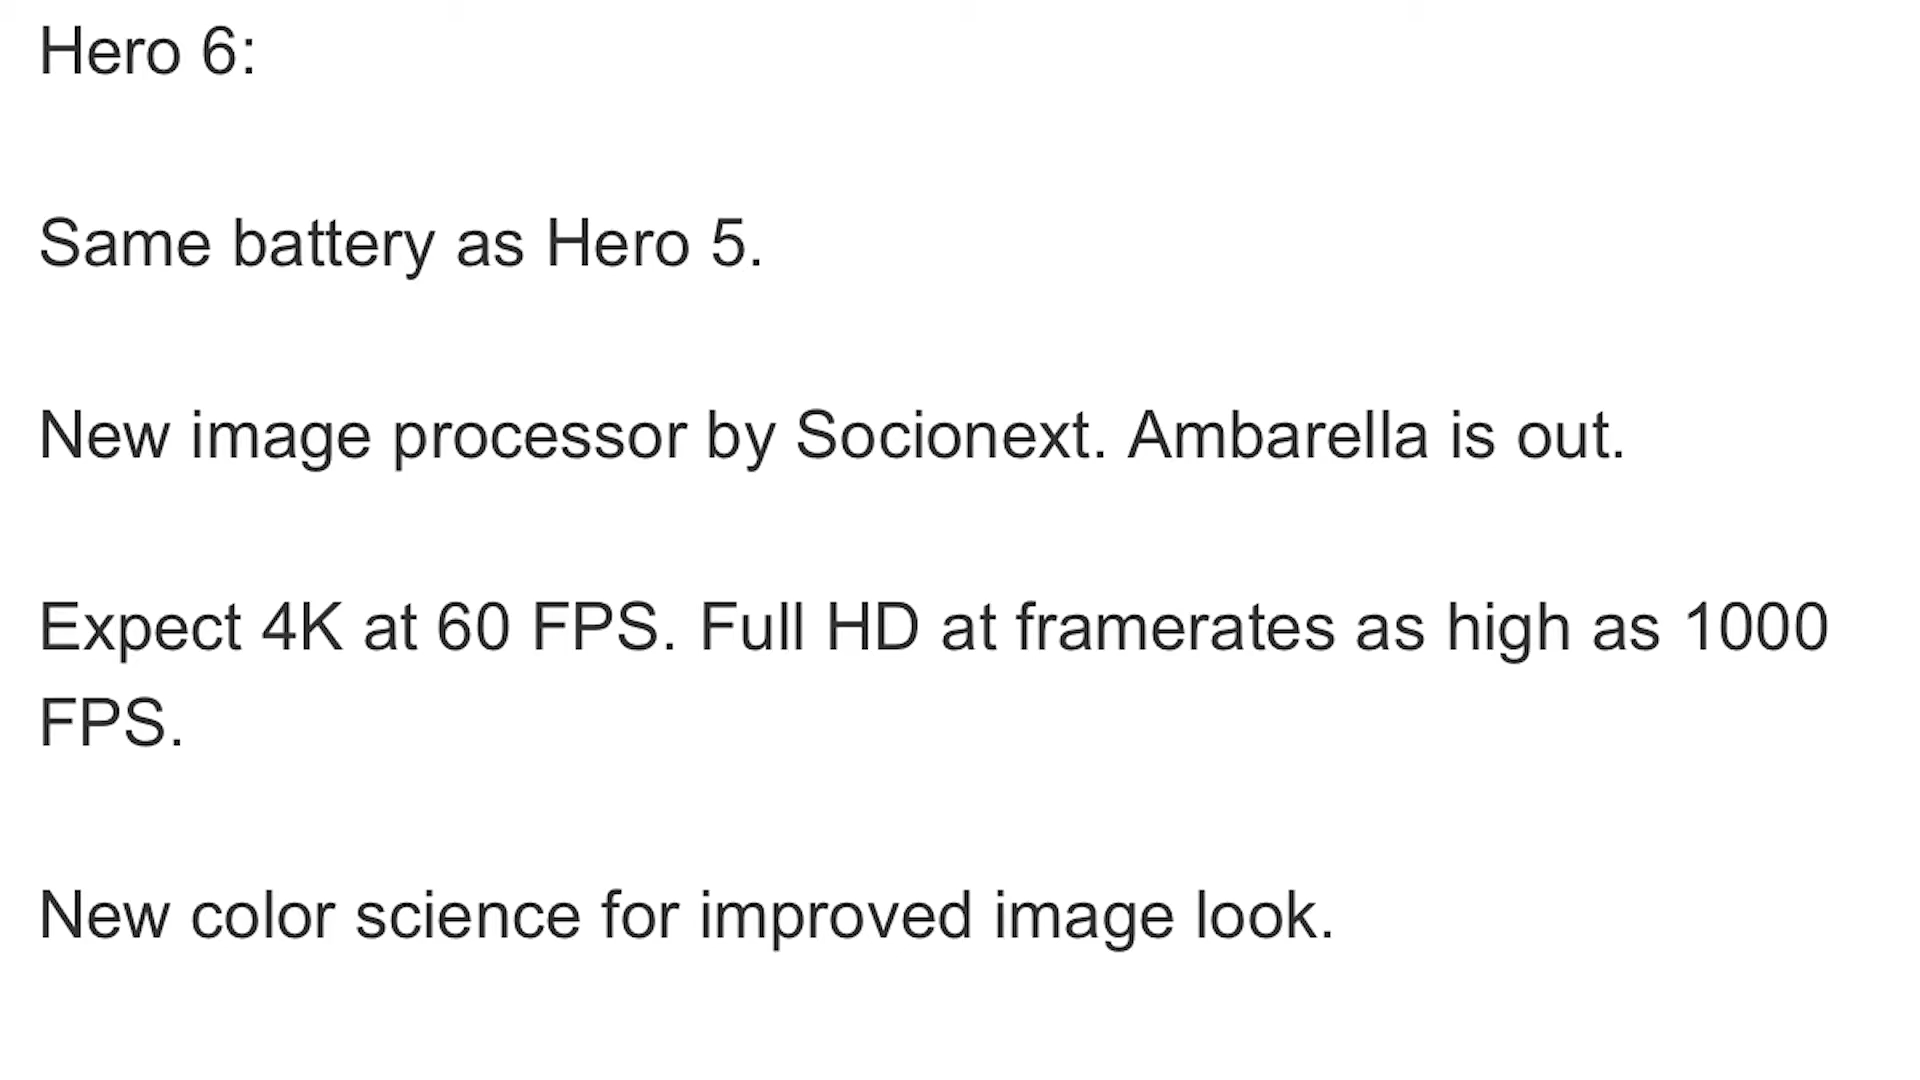 Hero 6:
Same battery as Hero 5.
New image processor by Socionext. Ambarella is out.
Expect 4K at 60 FPS. Full HD at framerates as high as 1000
FPS.
New color science for improved image look.